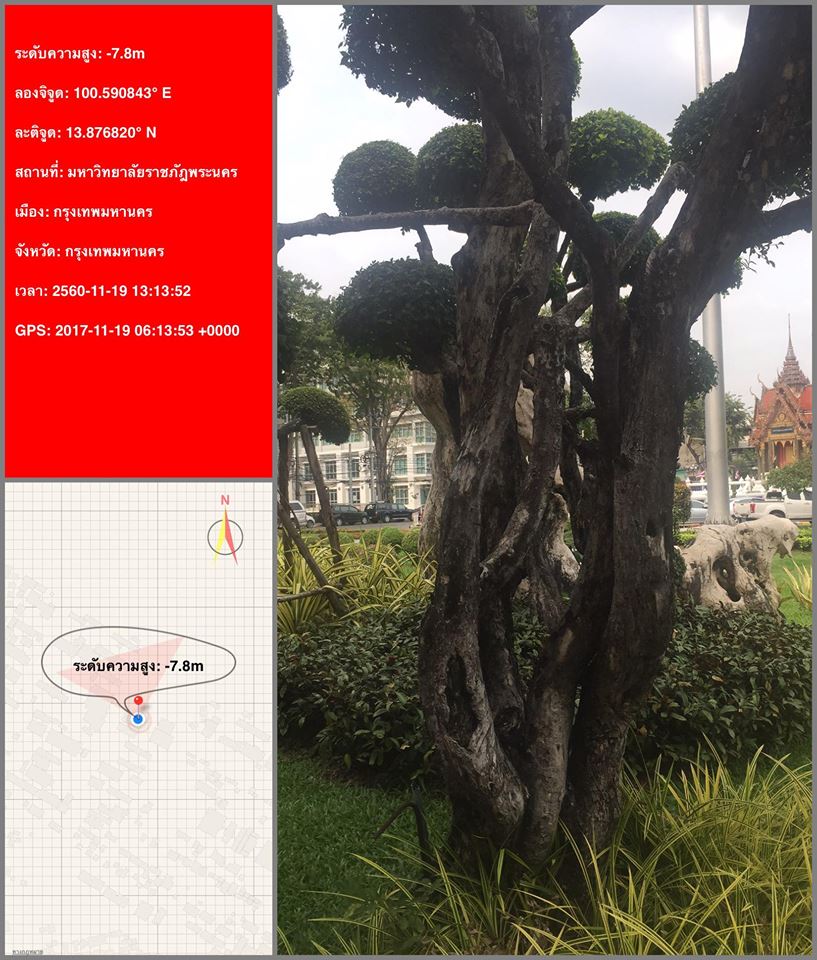 ระดับความสูง: -7.8m
ลองจิจูด: 100.590843° E
ละติจูด: 13.876820° N
สถานที่: มหาวิทยาลัยราชภัฎพระนคร
เมือง: กรุงเทพมหานคร
จังหวัด: กรุงเทพมหานคร
เวลา: 2560-11-19 13:13:52
GPS: 2017-11-19 06:13:53 +0000
N
ระดับความสูง: -7.8m